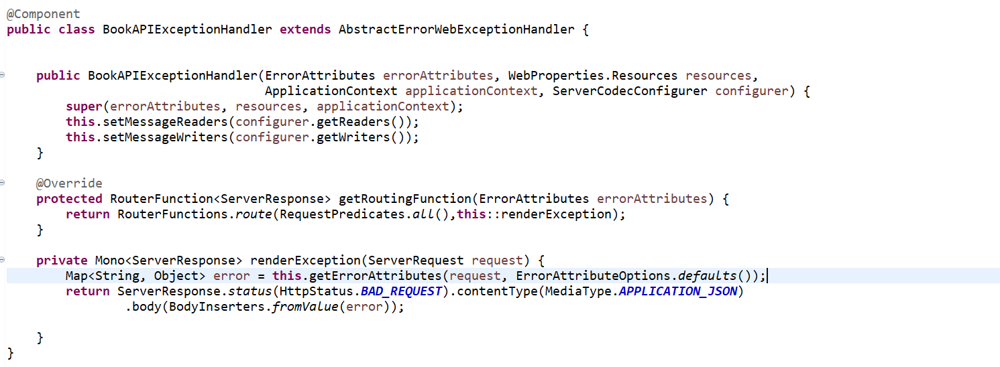 @Component
public class BookAPIExceptionHandler extends AbstractErrorWebExceptionHandler {
public BookAPIExceptionHandler(ErrorAttributes errorAttributes, WebProperties.Resources resources,
ApplicationContext applicationContext, ServerCodecConfigurer configurer) {
super(errorAttributes, resources, applicationContext);
this.setMessageReaders(configurer.getReaders());
this.setMessageWriters(configurer.getWriters());
}
@Override
protected RouterFunction<ServerResponse> getRoutingFunction(ErrorAttributes errorAttributes) {
return RouterFunctions.route(RequestPredicates.all(),this::renderException);
}
private Mono<ServerResponse> renderException(ServerRequest request) {
Map<String, Object> error = this.getErrorAttributes(request, ErrorAttributeOptions.defaults());
return ServerResponse.status(HttpStatus.BAD_REQUEST).contentType(MediaType.APPLICATION_JSON)
.body(BodyInserters.fromValue(error));
}
}